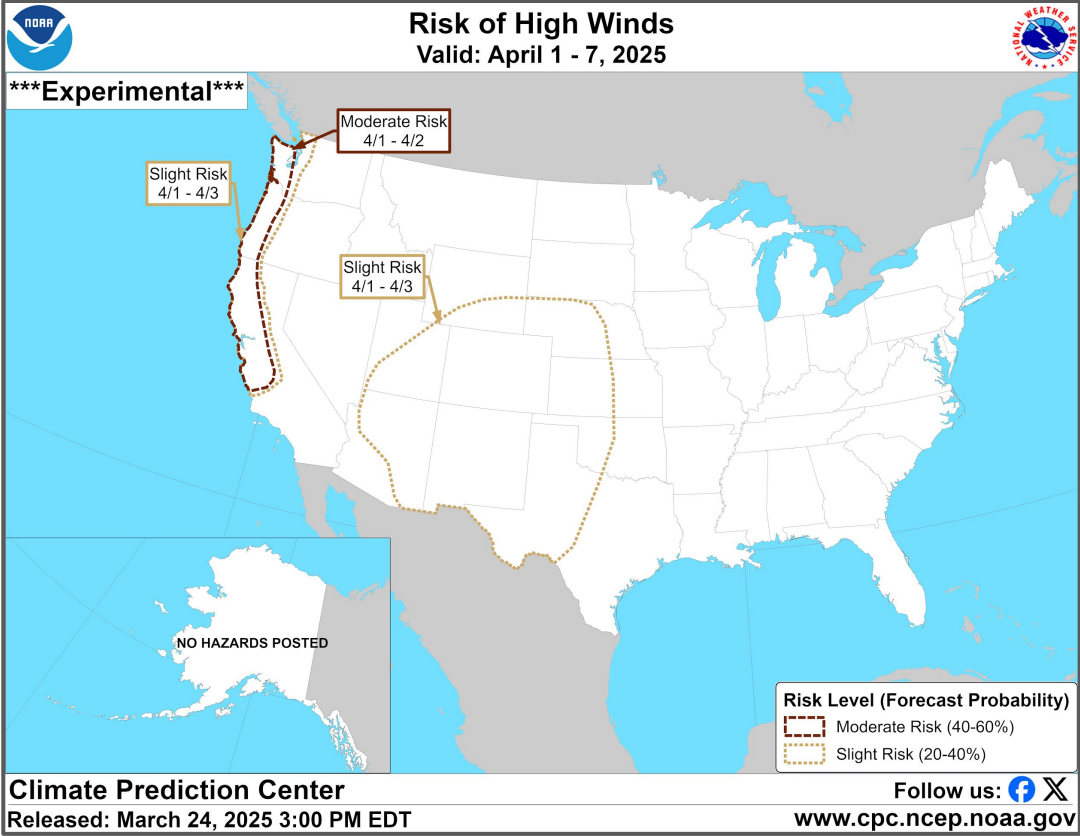 NOAA
Risk of High Winds
Valid: April 1 - 7, 2025
NATIONAL WEATHER SERVICE
***Experimental***
Moderate Risk
4/1 - 4/2
Slight Risk
4/1 - 4/3
Slight Risk
4/1 - 4/3
NO HAZARDS POSTED
Risk Level (Forecast Probability)
Moderate Risk (40-60%)
Slight Risk (20-40%)
Climate Prediction Center
Follow us:
Released: March 24, 2025 3:00 PM EDT
www.cpc.ncep.noaa.gov